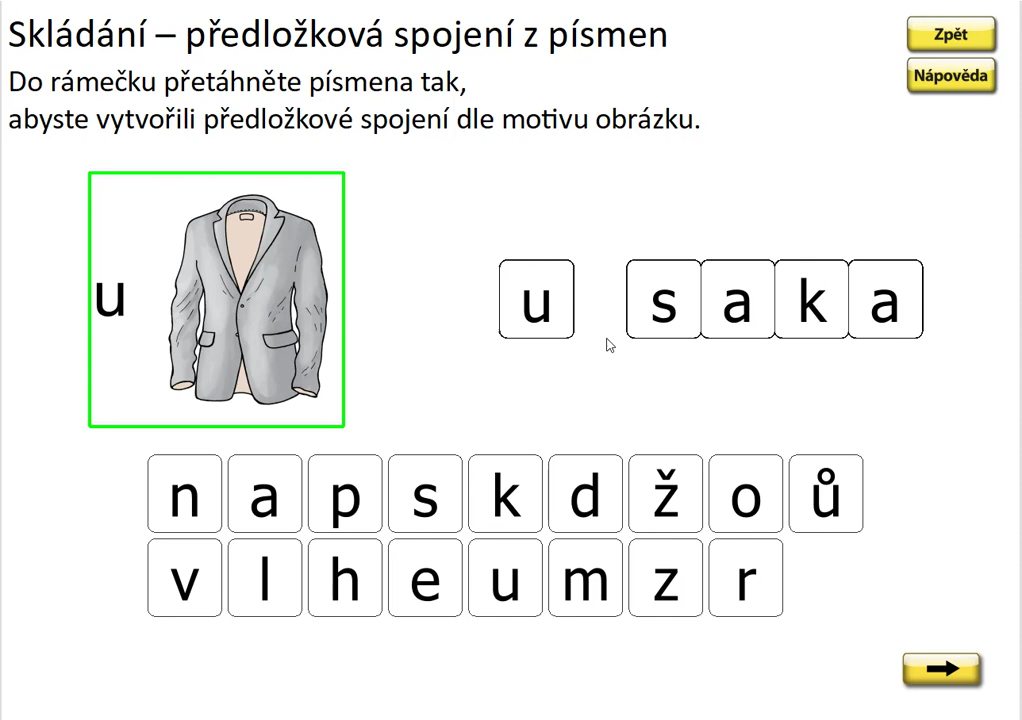 Skládání – předložková spojení z písmen
Zpět
Do rámečku přetáhněte písmena tak,
Nápověda
abyste vytvořili předložkové spojení dle motivu obrázku.
u
u s a k a
n a p s k d ž o ů
v l h e u m z r